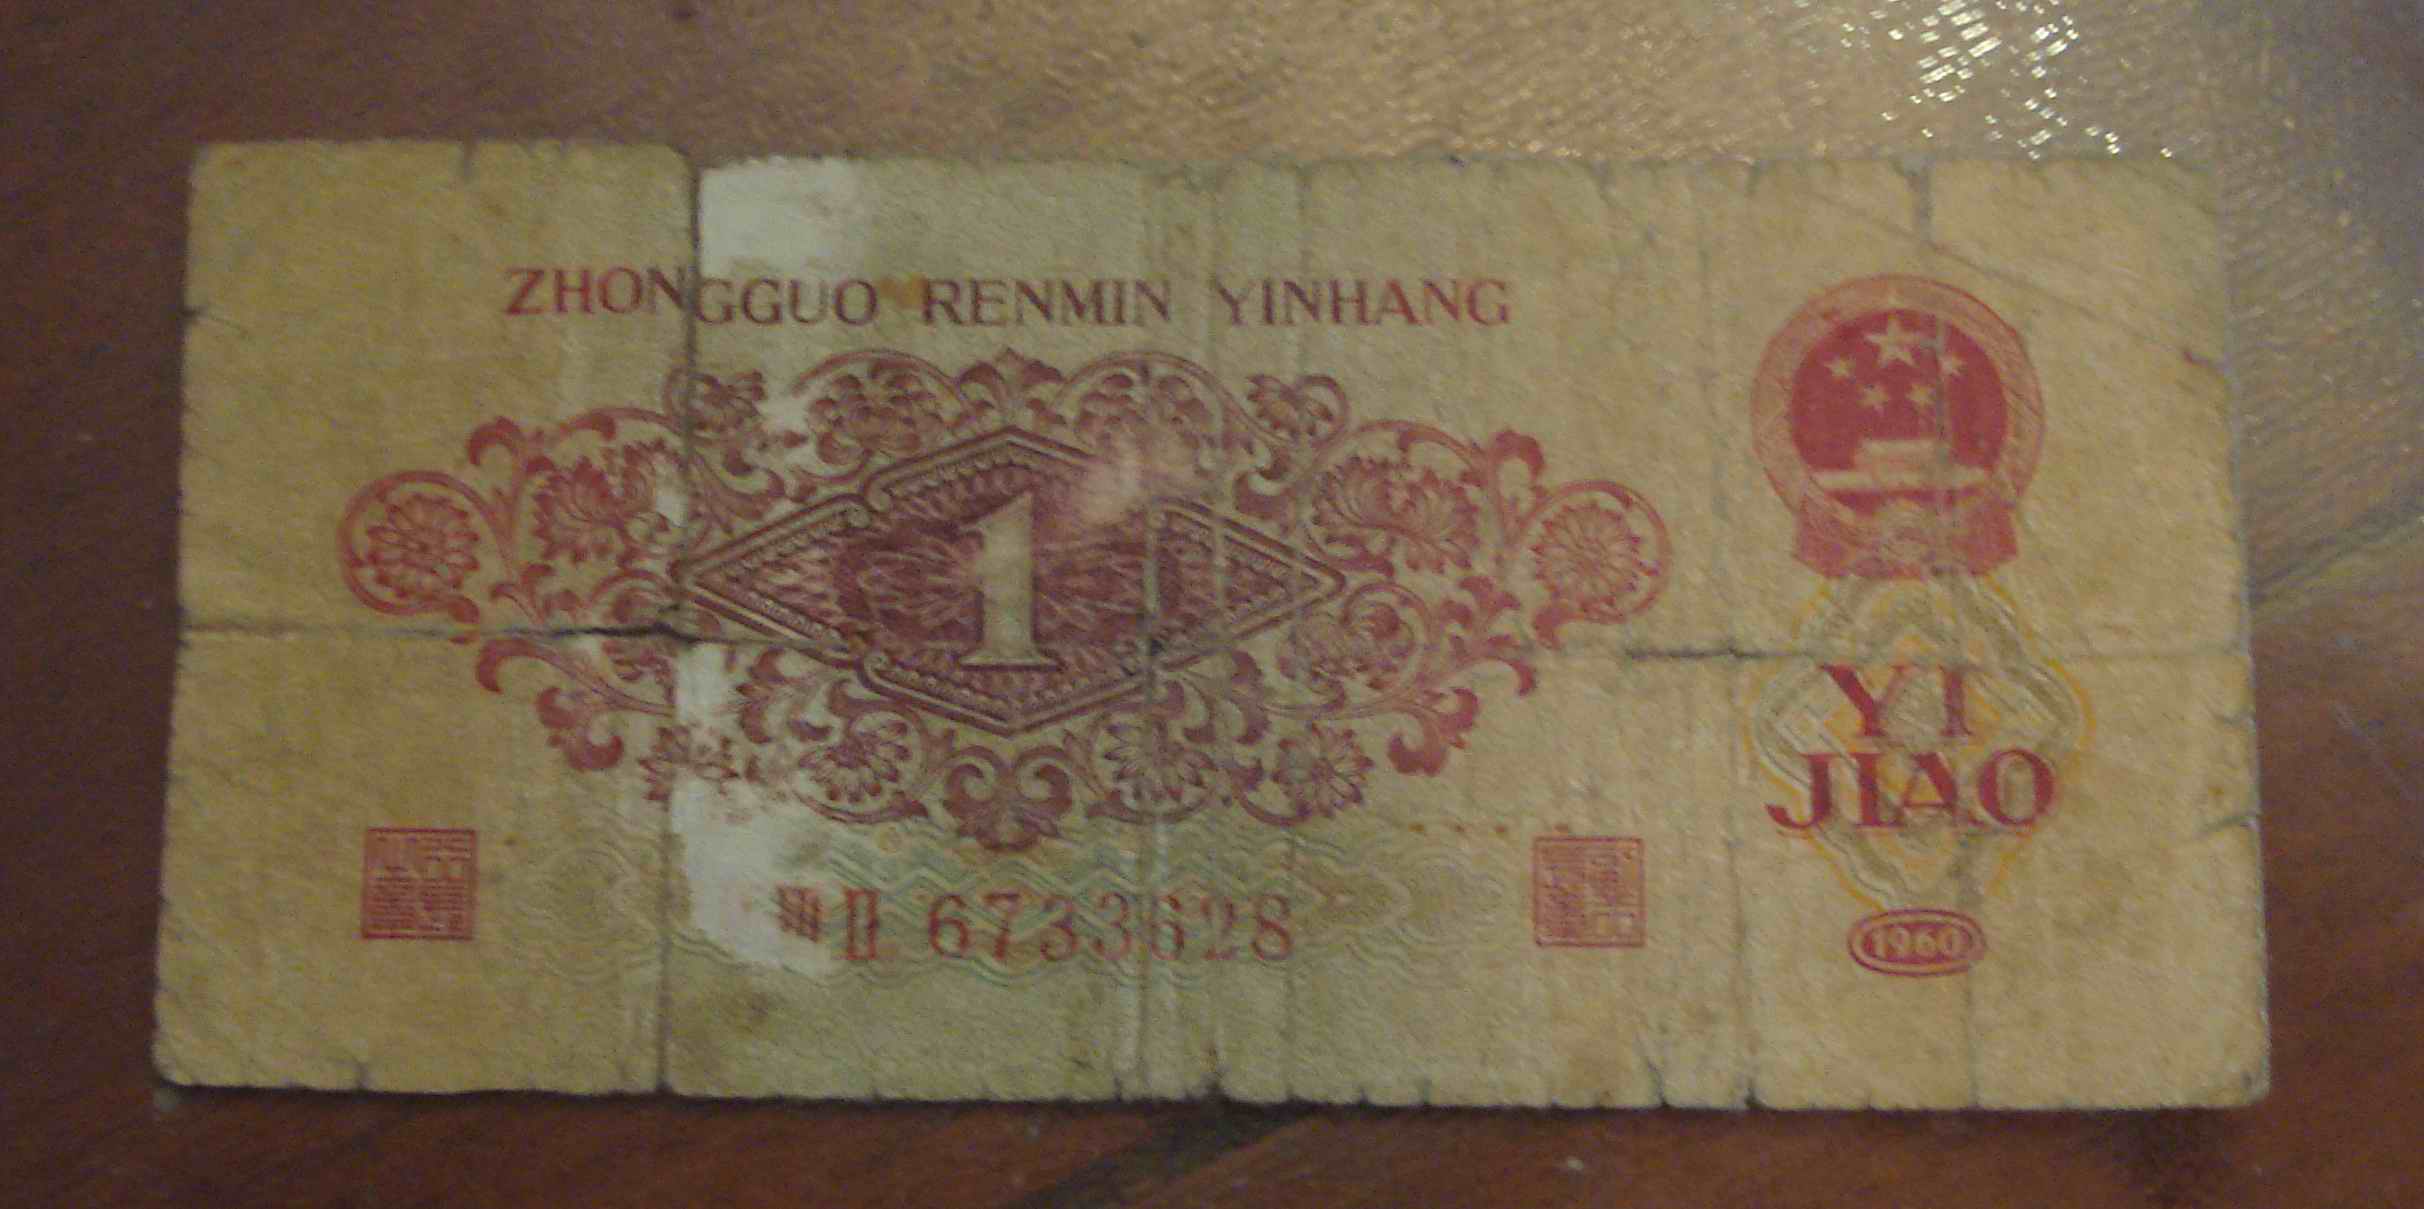 ZHONGGUO RENMIN YINHANG
1
YI
JIAO
6733628
1960